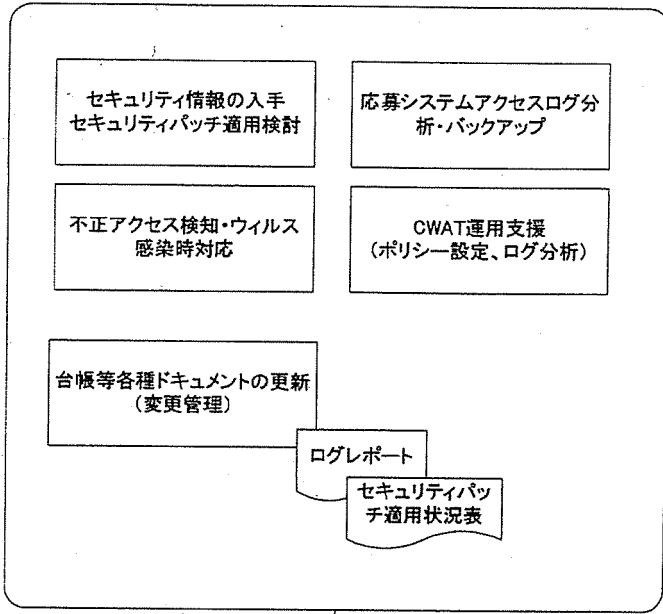 セキュリティ情報の入手
セキュリティパッチ適用検討
応募システムアクセスログ分
析・バックアップ
不正アクセス検知・ウィルス
感染時対応
CWAT運用支援
(ポリシー設定、ログ分析)
台帳等各種ドキュメントの更新
(変更管理)
ログレポート
セキュリティパッ
チ適用状況表